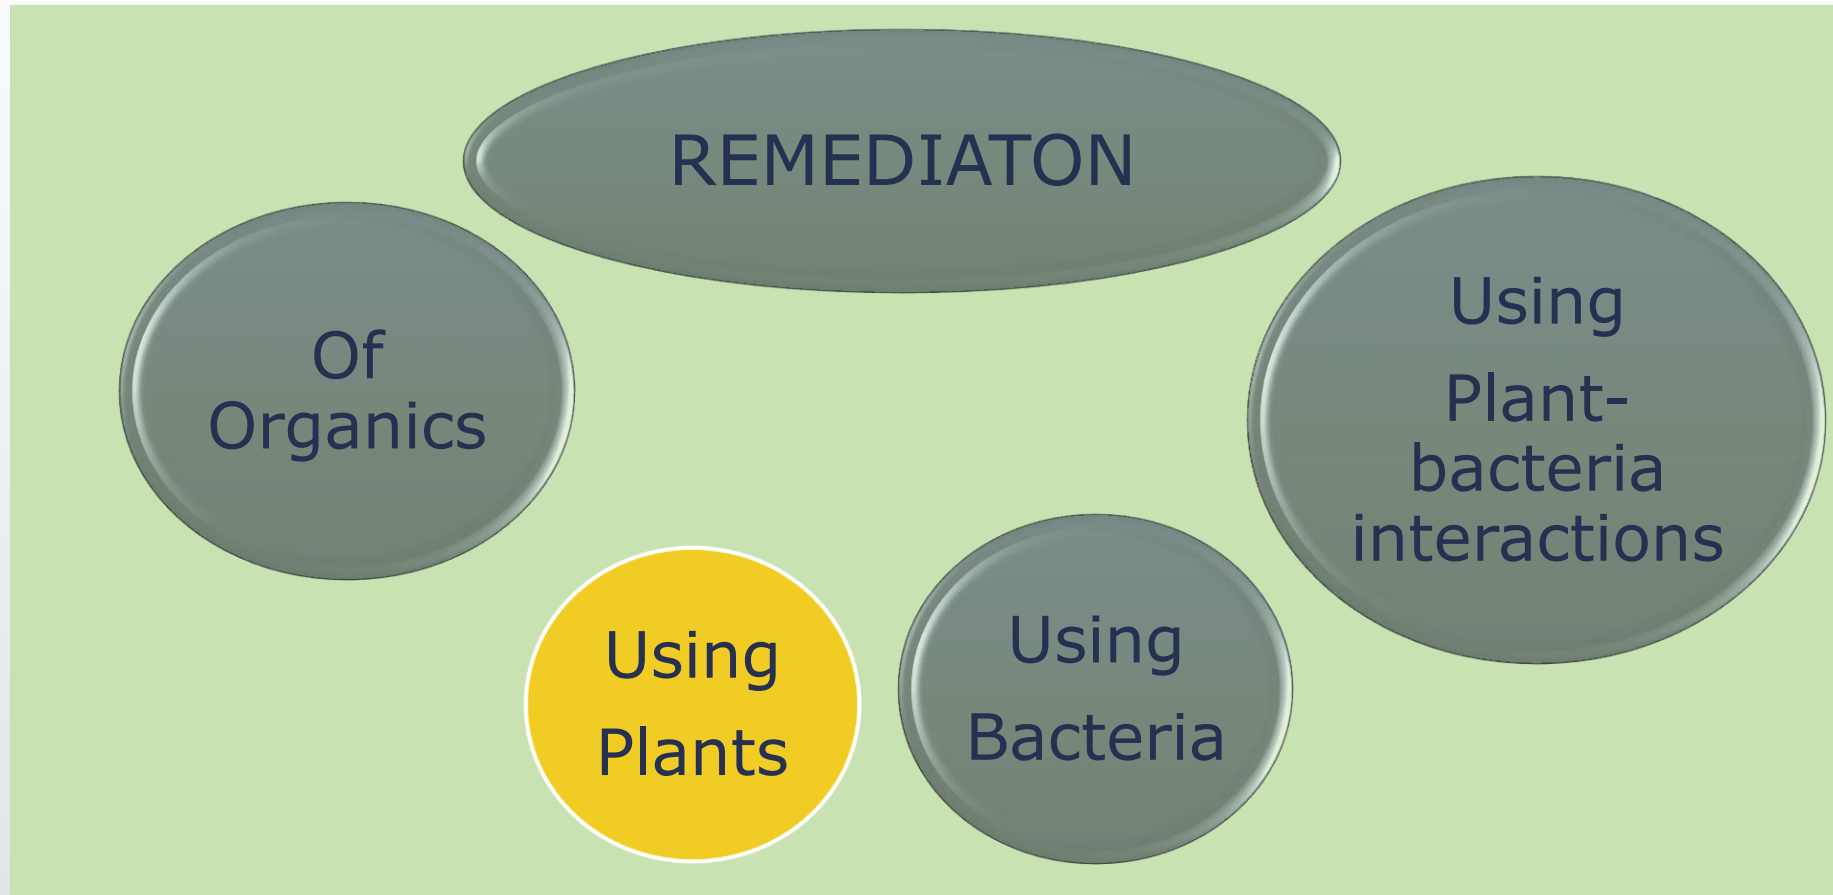 REMEDIATON
Of
Organics
Using
Plants
Using
Bacteria
Using
Plant-
bacteria
interactions